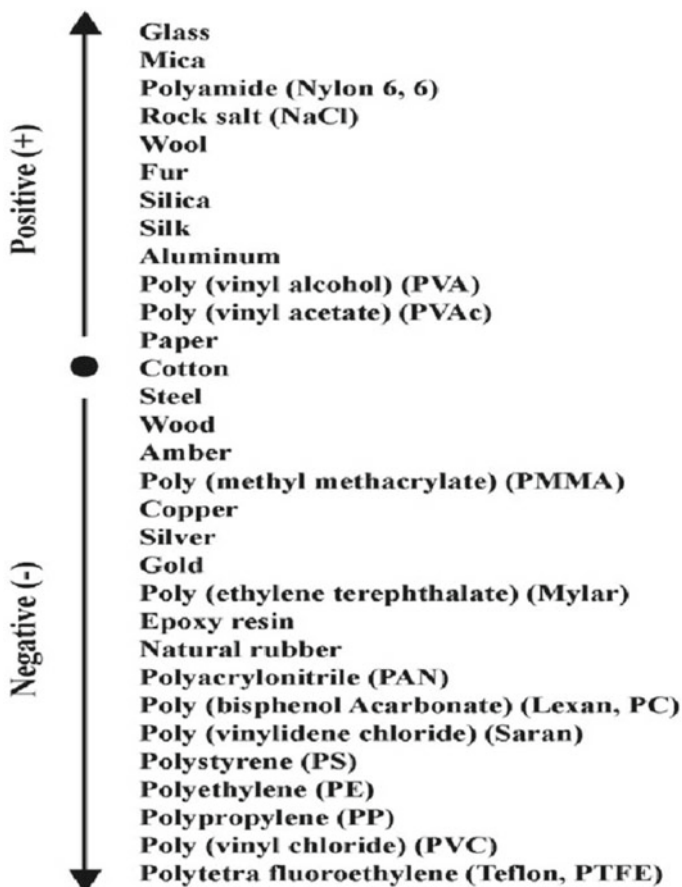 Positive (+)
Negative (-)
Glass
Mica
Polyamide (Nylon 6, 6)
Rock salt (NaCl)
Wool
Fur
Silica
Silk
Aluminum
Poly (vinyl alcohol) (PVA)
Poly (vinyl acetate) (PVAc)
Paper
Cotton
Steel
Wood
Amber
Poly (methyl methacrylate) (PMMA)
Copper
Silver
Gold
Poly (ethylene terephthalate) (Mylar)
Epoxy resin
Natural rubber
Polyacrylonitrile (PAN)
Poly (bisphenol Acarbonate) (Lexan, PC)
Poly (vinylidene chloride) (Saran)
Polystyrene (PS)
Polyethylene (PE)
Polypropylene (PP)
Poly (vinyl chloride) (PVC)
Polytetra fluoroethylene (Teflon, PTFE)